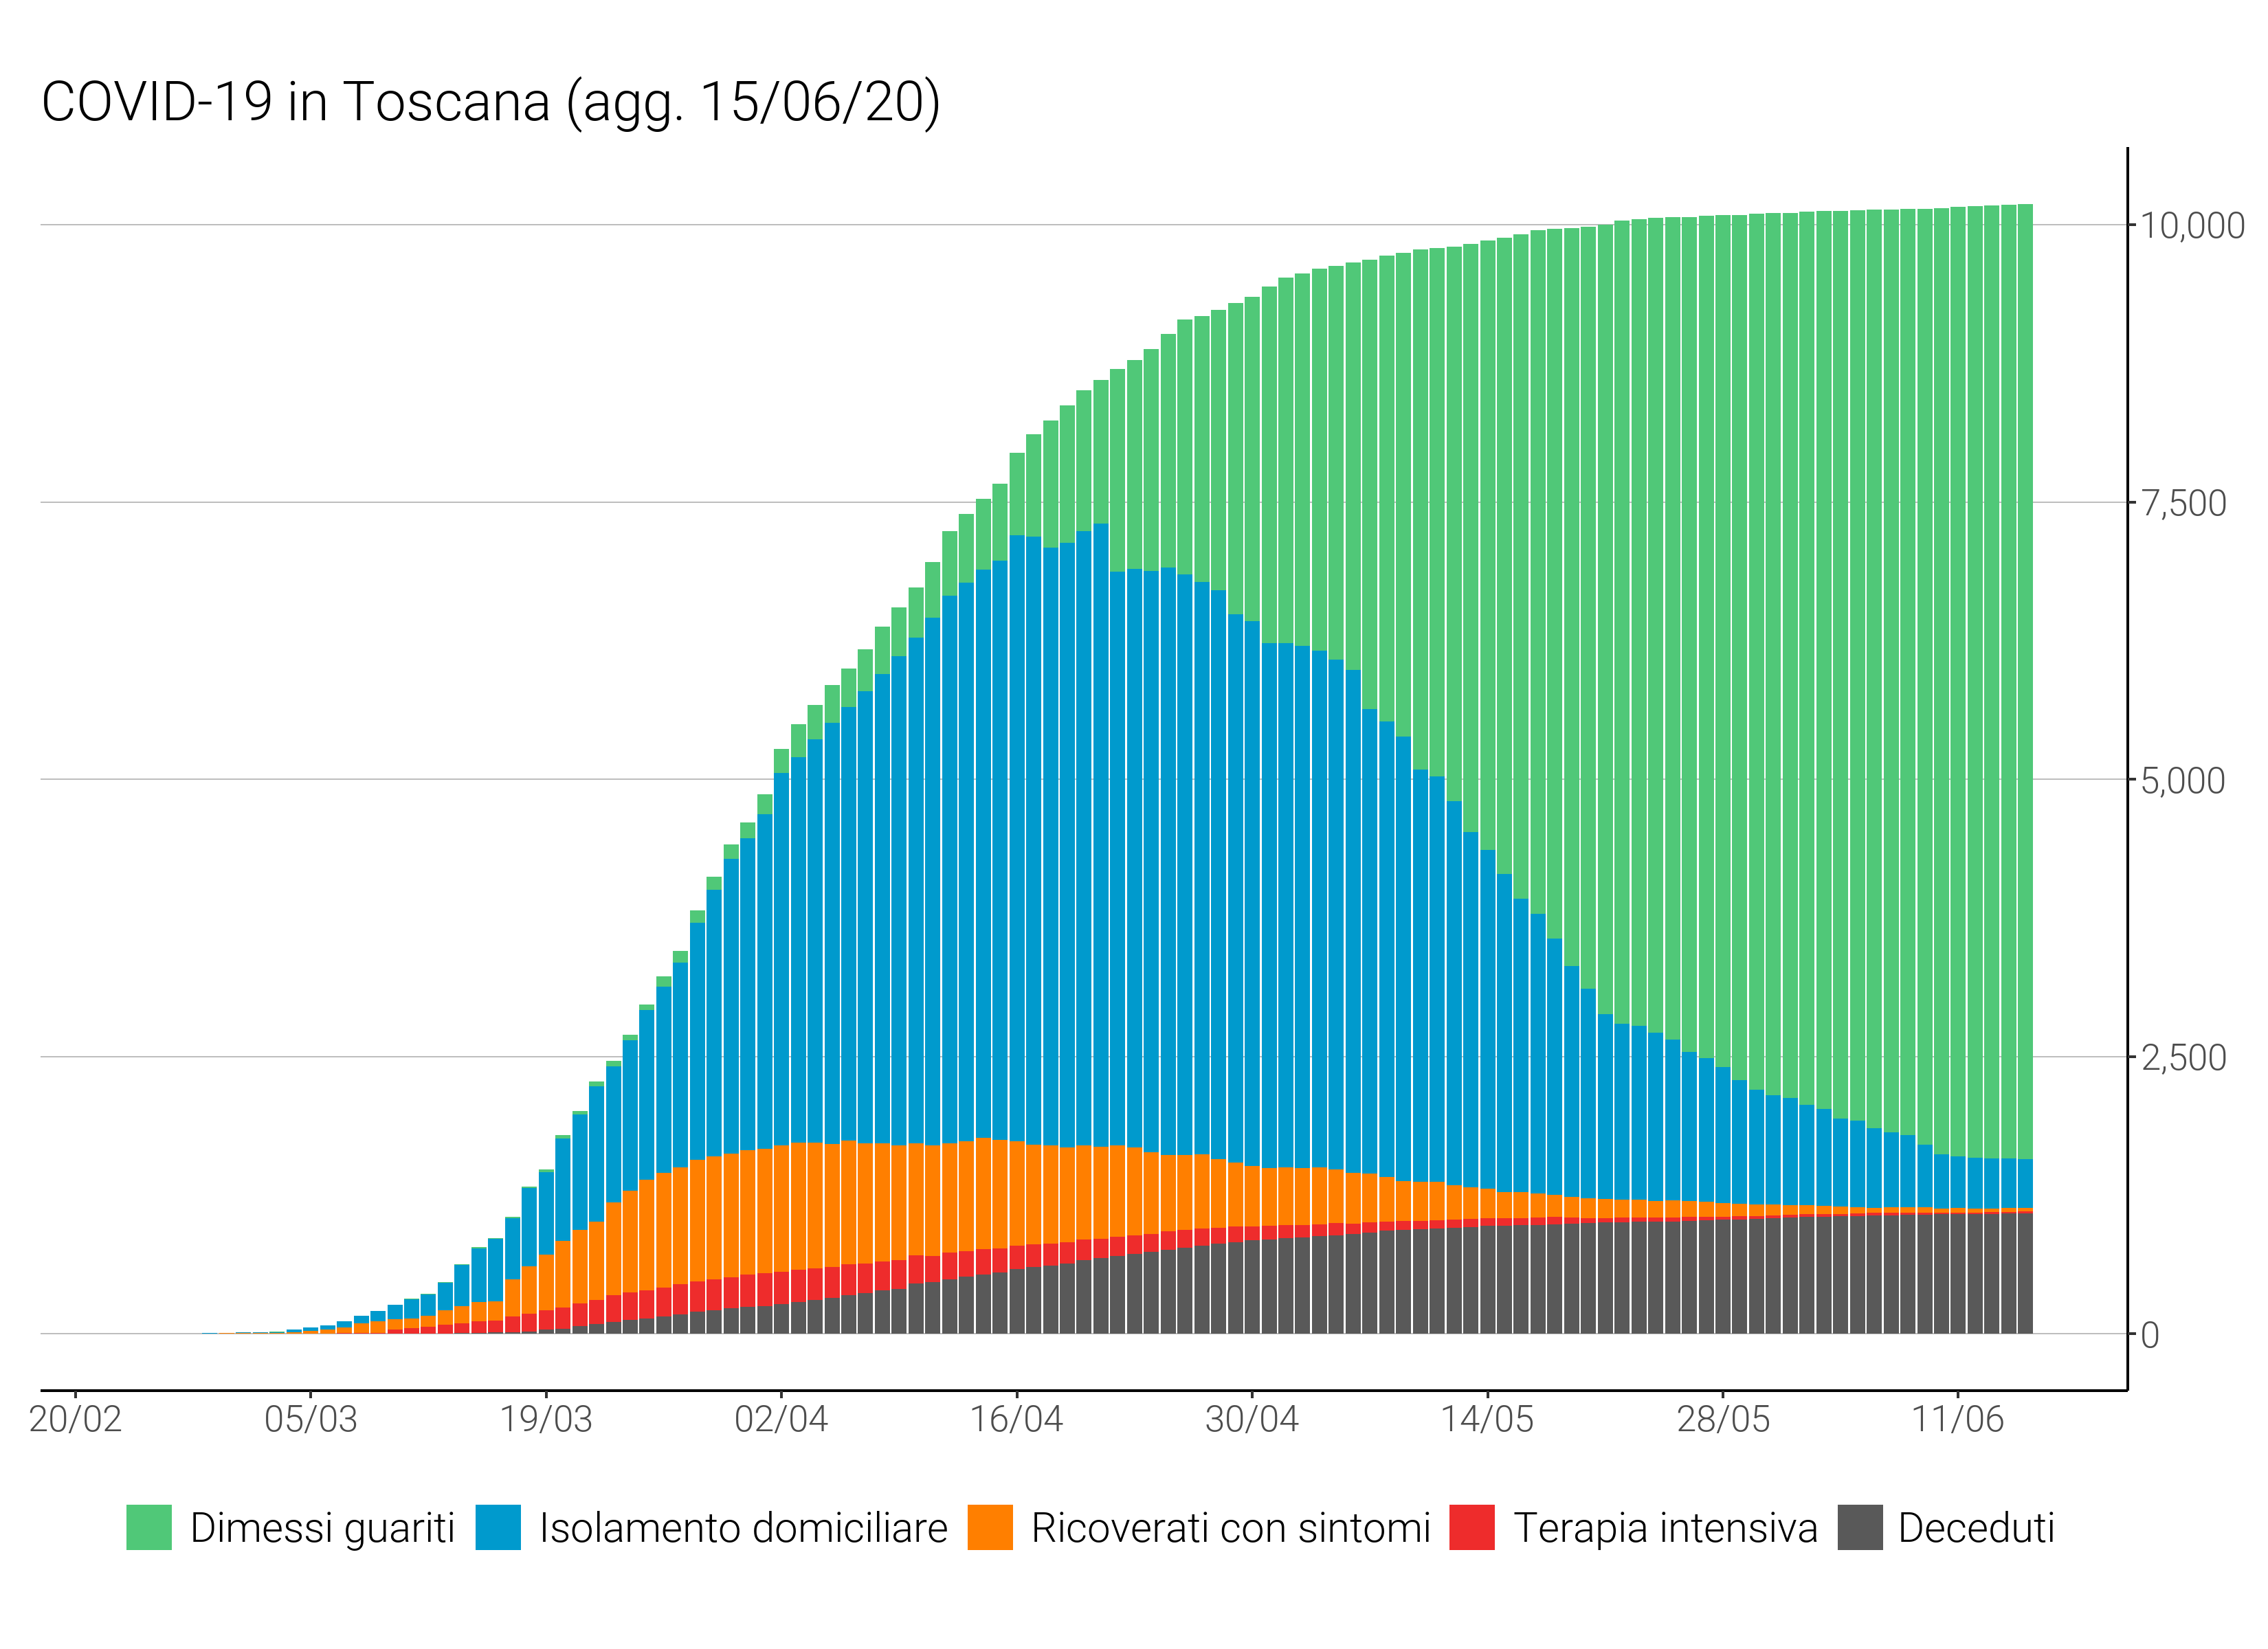 COVID-19 in Toscana (agg. 15/06/20)
10,000
7,500
5,000
2,500
0
20/02 05/03 19/03 02/04 16/04 30/04 14/05 28/05 11/06
Dimessi guariti Isolamento domiciliare Ricoverati con sintomi Terapia intensiva Deceduti